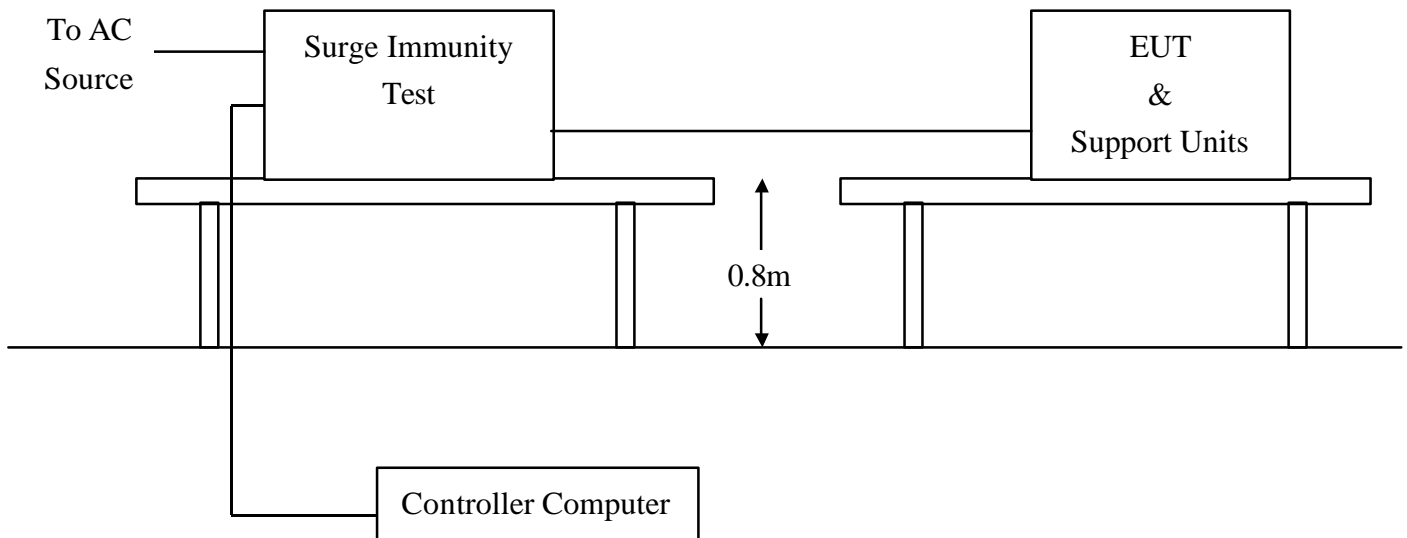 To AC
Source
Surge Immunity
Test
EUT
&
Support Units
0.8m
Controller Computer